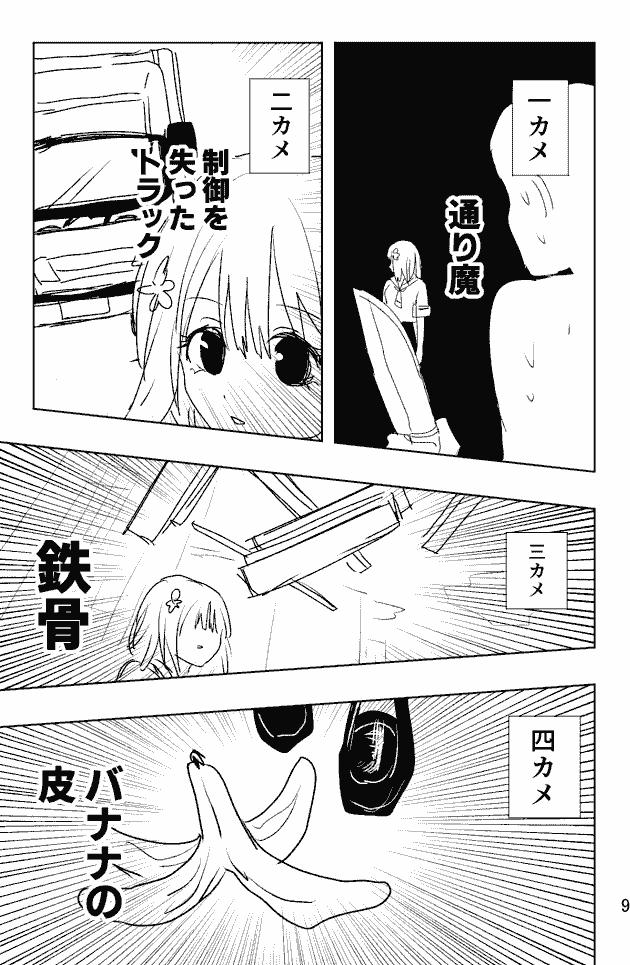 一カメ
通り魔
二カメ
制御を
失った
トラック
三カメ
鉄骨
四カメ
バナナの
皮
9